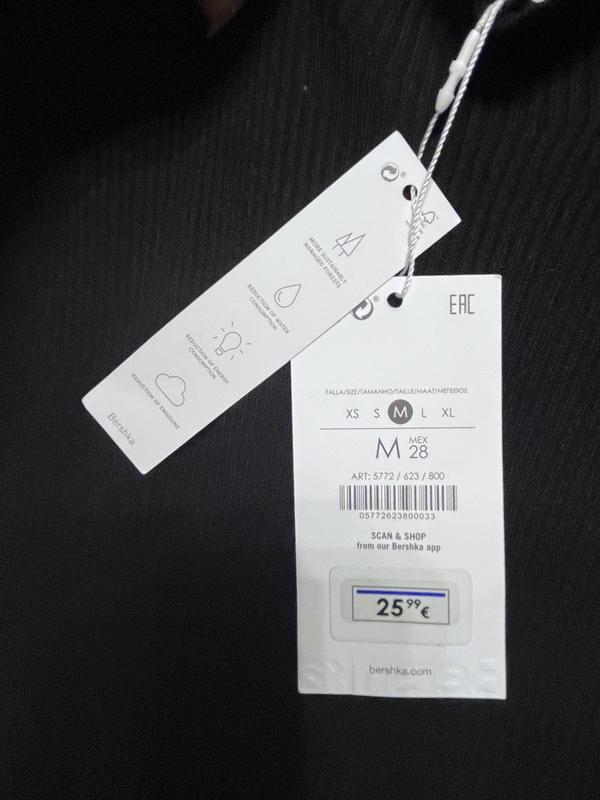 MORE SUSTAINABLY
MANAGED FORESTS
REDUCTION OF WATER
CONSUMPTION
REDUCTION OF ENERGY
CONSUMPTION
REDUCTION OF EMISSIONS
Bershka
EAC
TALLA/SIZE/TAMANHO/TAILLE/MAAT/ΜΕΓΕΘΟΣ
XS S M L XL
M MEX 28
ART: 5772 / 623 / 800
05772623800033
SCAN & SHOP
from our Bershka app
25 99 €
bershka.com